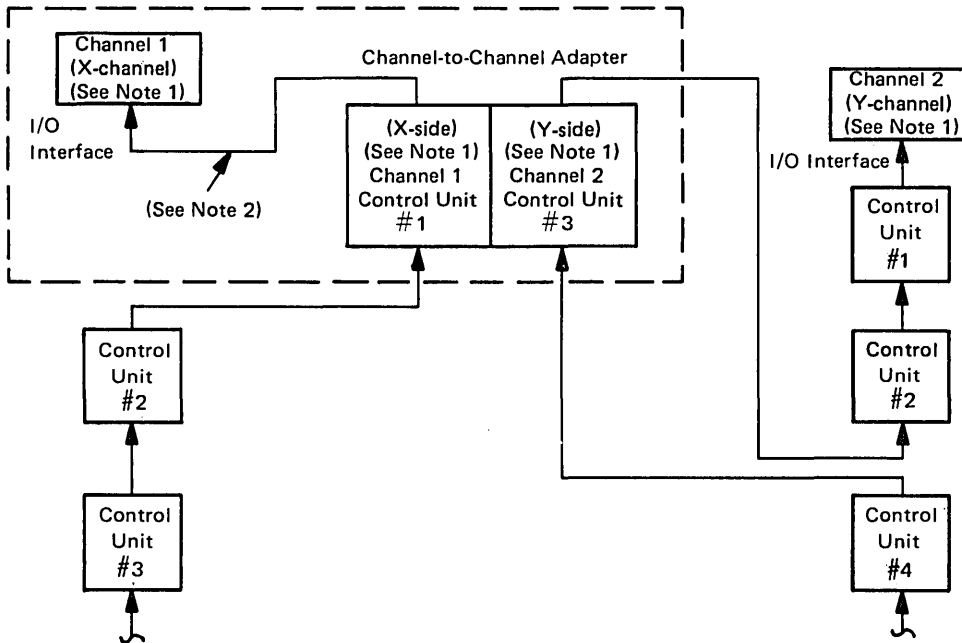 Channel 1
(X-channel)
(See Note 1)
I/O
Interface
(See Note 2)
Channel-to-Channel Adapter
(X-side)
(See Note 1)
Channel 1
Control Unit
#1
(Y-side)
(See Note 1)
Channel 2
Control Unit
#3
Channel 2
(Y-channel)
(See Note 1)
I/O Interface
Control
Unit
#1
Control
Unit
#2
Control
Unit
#2
Control
Unit
#3
Control
Unit
#4